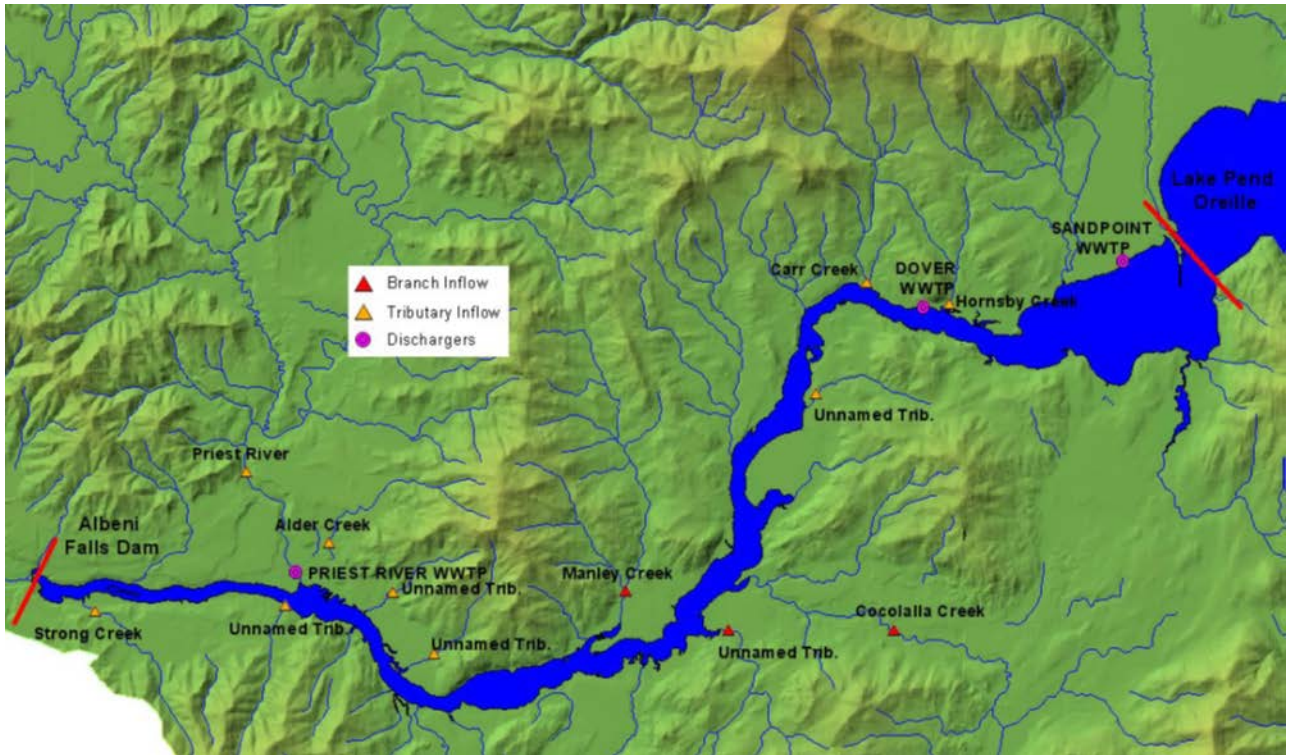 Lake Pend
Oreille
SANDPOINT
WWTP
Carr Creek
DOVER
WWTP
Hornsby Creek
Branch Inflow
Tributary Inflow
Dischargers
Unnamed Trib.
Priest River
Albeni
Falls Dam
Alder Creek
PRIEST RIVER WWTP
Unnamed Trib.
Manley Creek
Cocolalla Creek
Strong Creek
Unnamed Trib.
Unnamed Trib.
Unnamed Trib.